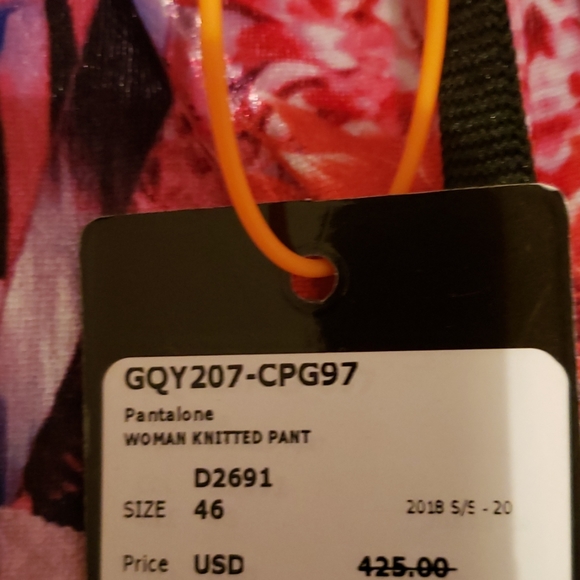 GQY207-CPG97
Pantalone
WOMAN KNITTED PANT
D2691
SIZE 46 2018 S/S - 20
Price USD 425.00